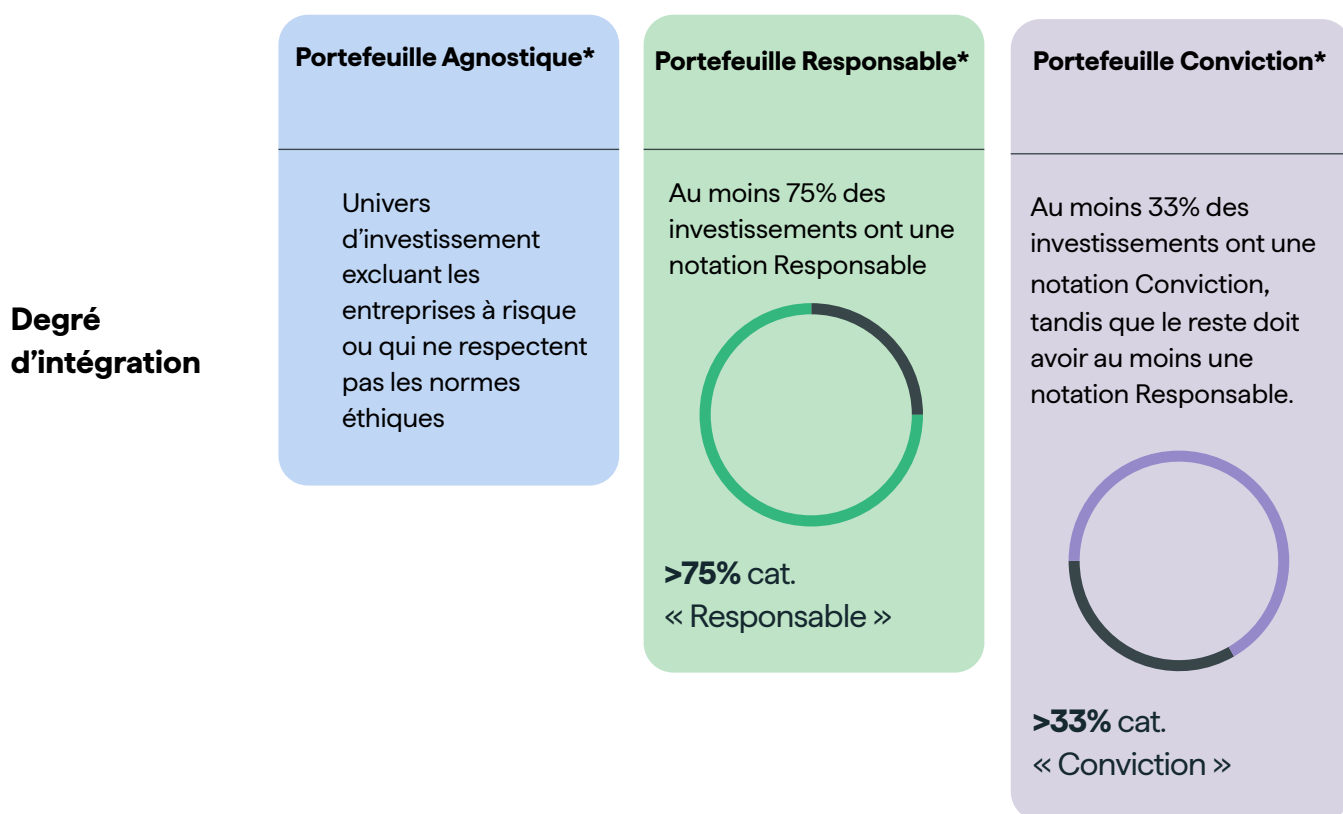 Degré
d’intégration
Portefeuille Agnostique*
Univers
d’investissement
excluant les
entreprises à risque
ou qui ne respectent
pas les normes
éthiques
Portefeuille Responsable*
Au moins 75% des
investissements ont une
notation Responsable
>75% cat.
« Responsable »
Portefeuille Conviction*
Au moins 33% des
investissements ont une
notation Conviction,
tandis que le reste doit
avoir au moins une
notation Responsable.
>33% cat.
« Conviction »